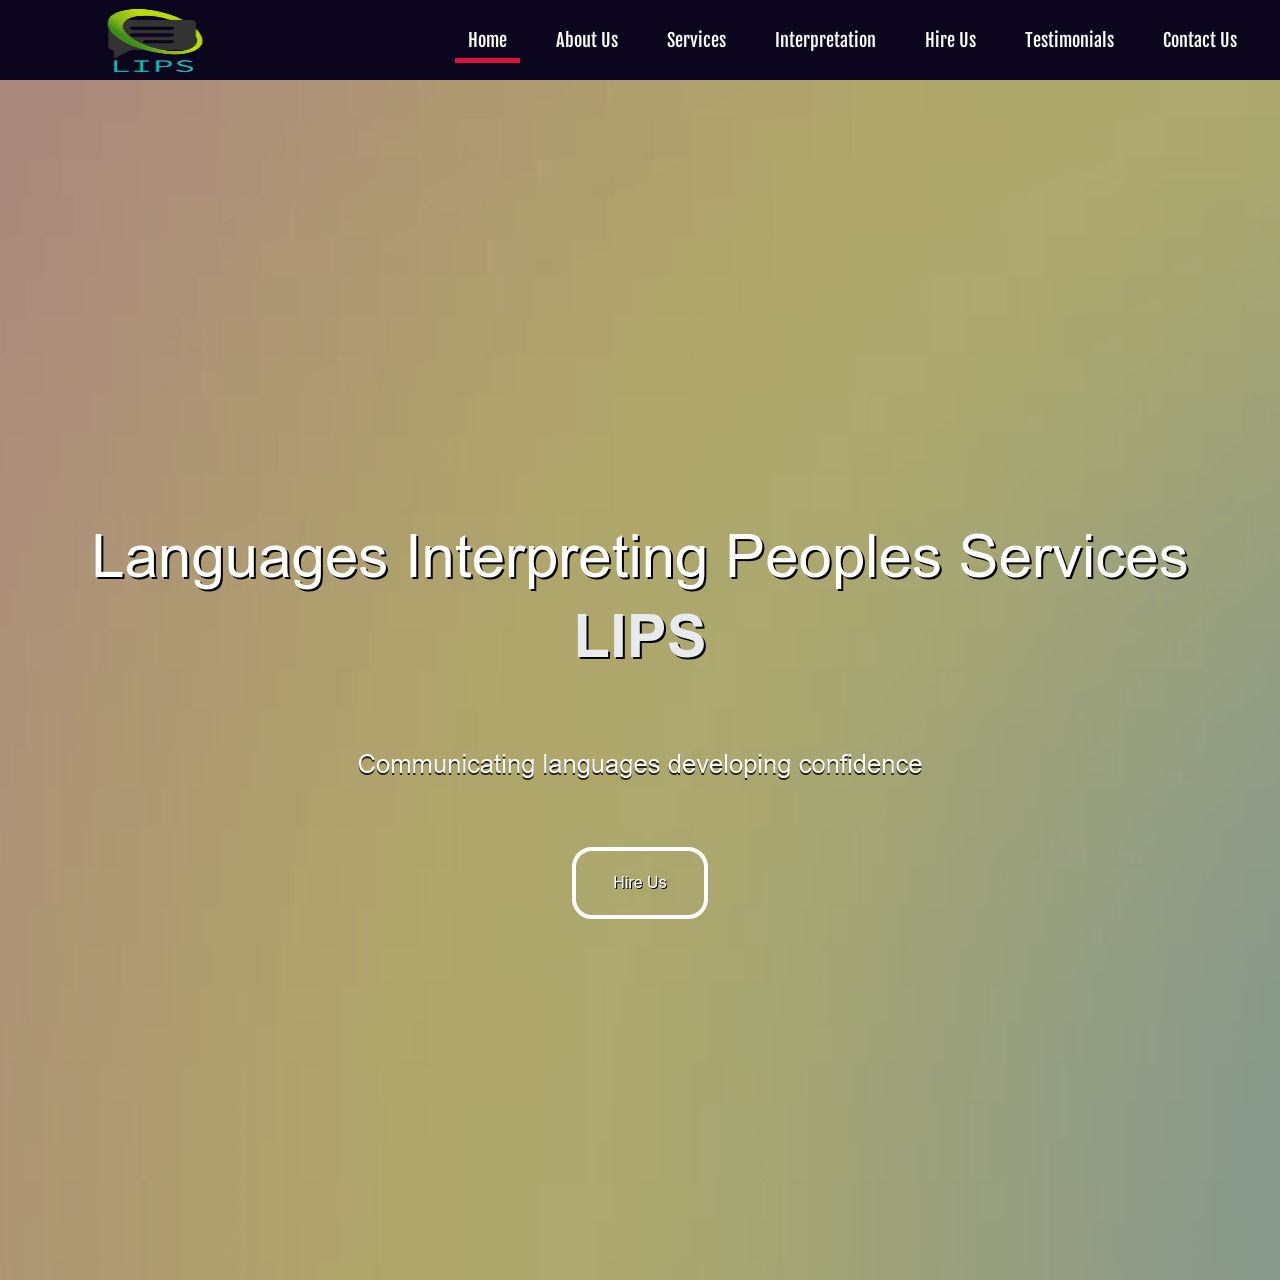 LIPS
Home About Us Services Interpretation Hire Us Testimonials Contact Us
Languages Interpreting Peoples Services
LIPS
Communicating languages developing confidence
Hire Us